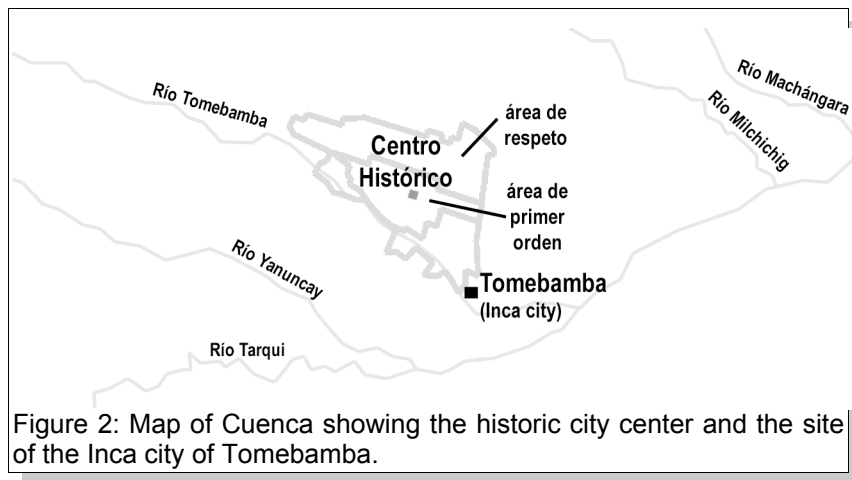 Río Tomebamba
Río Machángara
Río Milchichig
área de
respeto
Centro
Histórico
área de
primer
orden
Río Yanuncay
Tomebamba
(Inca city)
Río Tarqui
Figure 2: Map of Cuenca showing the historic city center and the site
of the Inca city of Tomebamba.